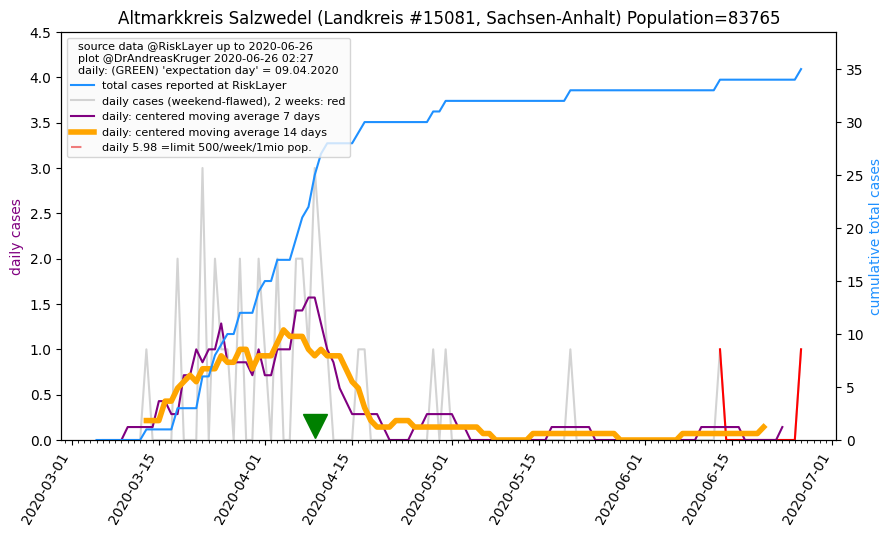 Altmarkkreis Salzwedel (Landkreis #15081, Sachsen-Anhalt) Population=83765
source data @RiskLayer up to 2020-06-26
plot @DrAndreasKruger 2020-06-26 02:27
daily: (GREEN) 'expectation day' = 09.04.2020
total cases reported at RiskLayer
daily cases (weekend-flawed), 2 weeks: red
daily: centered moving average 7 days
daily: centered moving average 14 days
daily 5.98 =limit 500/week/1mio pop.
daily cases
4.5
4.0
3.5
3.0
2.5
2.0
1.5
1.0
0.5
0.0
35
30
25
20
15
10
5
0
cumulative total cases
2020-03-01
2020-03-15
2020-04-01
2020-04-15
2020-05-01
2020-05-15
2020-06-01
2020-06-15
2020-07-01